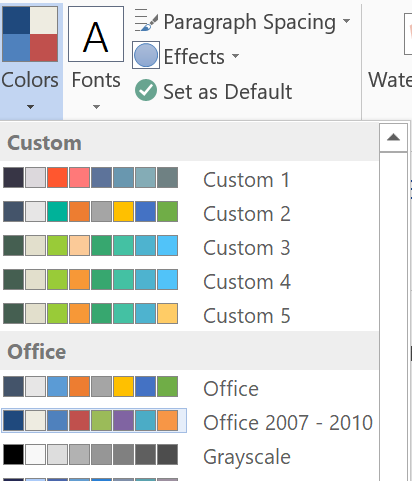 Colors
A
Fonts
Paragraph Spacing
Effects
Set as Default
Custom
Custom 1
Custom 2
Custom 3
Custom 4
Custom 5
Office
Office
Office 2007 - 2010
Grayscale